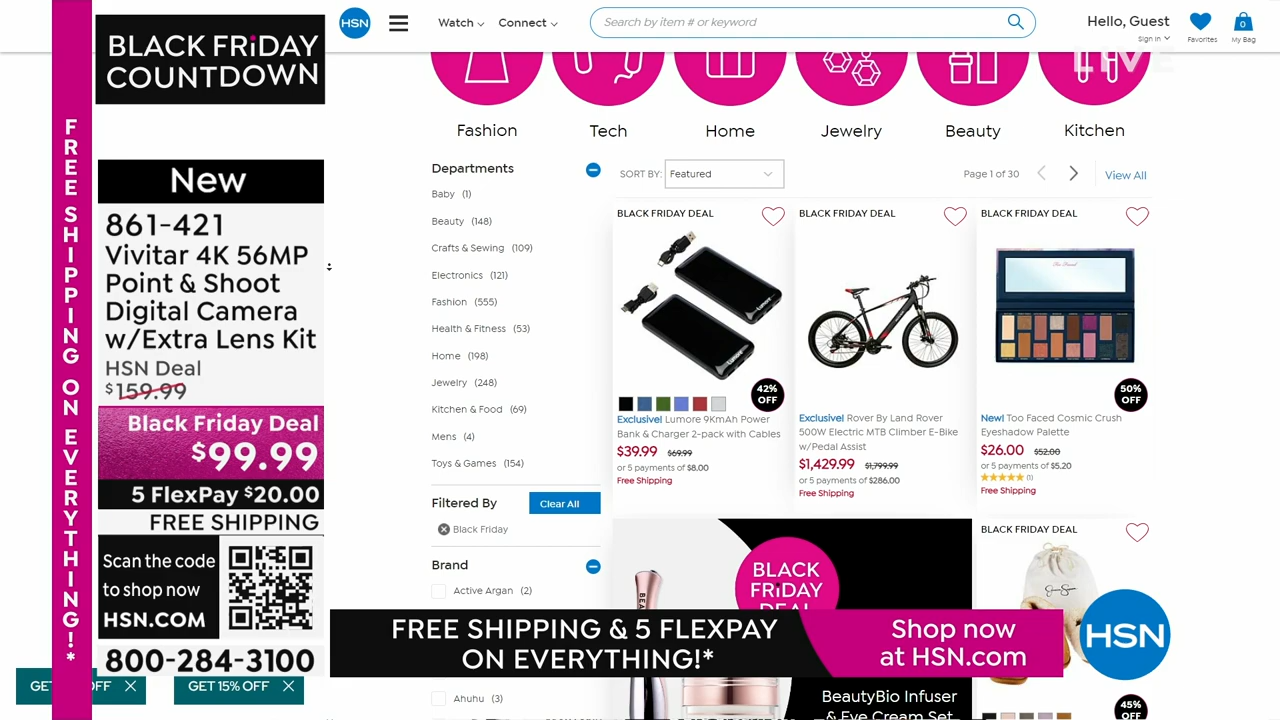 FREE SHIPPING ON EVERYTHING!*
BLACK FRIDAY
COUNTDOWN
New
861-421
Vivitar 4K 56MP
Point & Shoot
Digital Camera
w/Extra Lens Kit
HSN Deal
$159.99
Black Friday Deal
$99.99
5 FlexPay $20.00
FREE SHIPPING
Scan the code
to shop now
HSN.COM
800-284-3100
GET
OFF
GET 15% OFF
HSN
Watch
Connect
Search by item # or keyword
Hello, Guest
Sign in
Favorites
0
My Bag
LIVE
Fashion
Tech
Home
Jewelry
Beauty
Kitchen
Departments
Baby (1)
Beauty (148)
Crafts & Sewing (109)
Electronics (121)
Fashion (555)
Health & Fitness (53)
Home (198)
Jewelry (248)
Kitchen & Food (69)
Mens (4)
Toys & Games (154)
Filtered By
Clear All
Black Friday
Brand
Active Argan (2)
Ahuhu (3)
SORT BY: Featured
Page 1 of 30
View All
BLACK FRIDAY DEAL
42%
OFF
Exclusive! Lumore 9KmAh Power
Bank & Charger 2-pack with Cables
$39.99 $69.99
or 5 payments of $8.00
Free Shipping
BLACK FRIDAY DEAL
Exclusive! Rover By Land Rover
500W Electric MTB Climber E-Bike
w/Pedal Assist
$1,429.99 $1,799.99
or 5 payments of $286.00
Free Shipping
BLACK FRIDAY DEAL
50%
OFF
New! Too Faced Cosmic Crush
Eyeshadow Palette
$26.00 $52.00
or 5 payments of $5.20
(1)
Free Shipping
BLACK
FRIDAY
DEAL
BeautyBio Infuser
& Eye Cream Set
BLACK FRIDAY DEAL
45%
OFF
FREE SHIPPING & 5 FLEXPAY
ON EVERYTHING!*
Shop now
at HSN.com
HSN